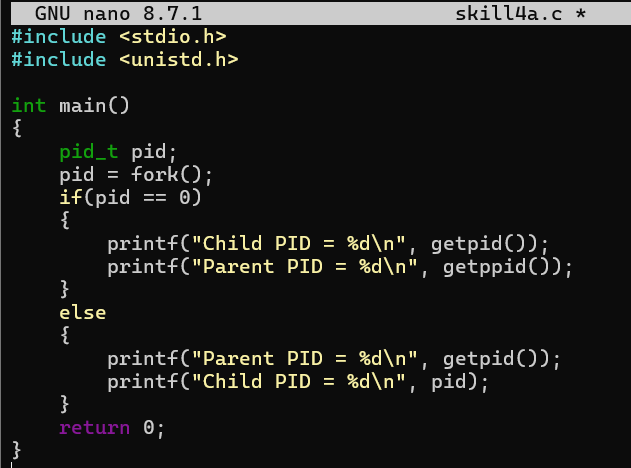 GNU nano 8.7.1 skill4a.c *
#include <stdio.h>
#include <unistd.h>
int main()
{
    pid_t pid;
    pid = fork();
    if(pid == 0)
    {
        printf("Child PID = %d\n", getpid());
        printf("Parent PID = %d\n", getppid());
    }
    else
    {
        printf("Parent PID = %d\n", getpid());
        printf("Child PID = %d\n", pid);
    }
    return 0;
}